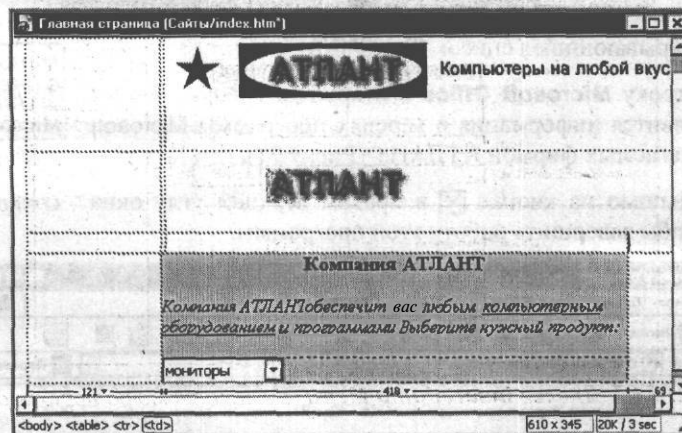 Главная страница (Сайты/index.htm*)
АТЛАНТ Компьютеры на любой вкус
АТЛАНТ
Компания АТЛАНТ
Компания АТЛАНТобеспечит вас любым компьютерным
оборудованием и программами Выберите нужный продукт:
мониторы
121 418 69
<body> <table> <tr> <td> 610 x 345 20K / 3 sec